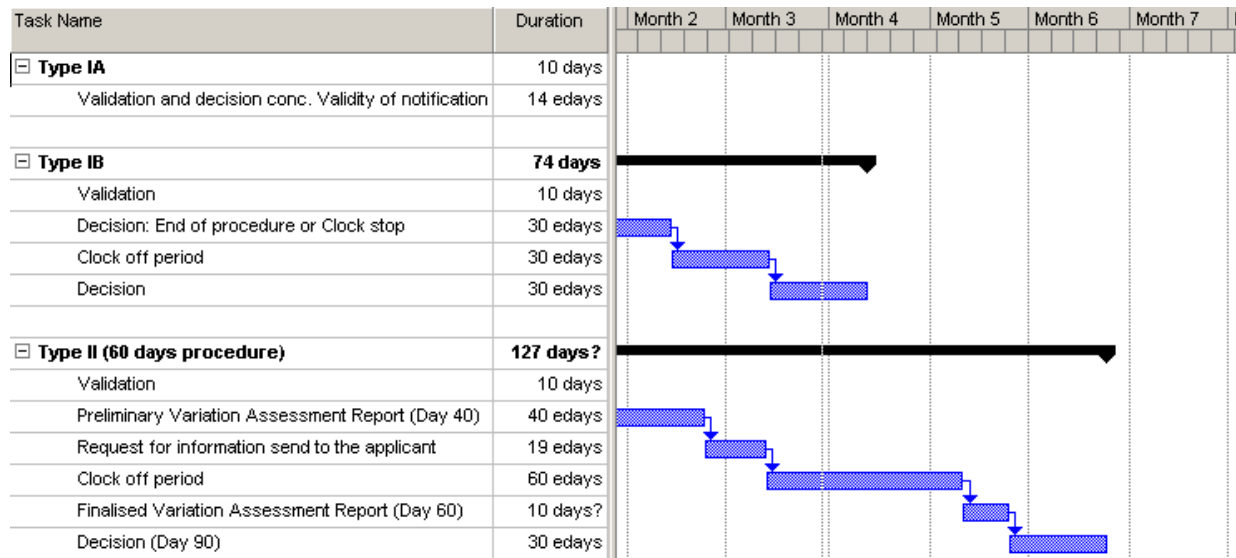 Task Name Duration Month 2 Month 3 Month 4 Month 5 Month 6 Month 7
Type IA 10 days
Validation and decision conc. Validity of notification 14 edays
Type IB 74 days
Validation 10 days
Decision: End of procedure or Clock stop 30 edays
Clock off period 30 edays
Decision 30 edays
Type II (60 days procedure) 127 days?
Validation 10 days
Preliminary Variation Assessment Report (Day 40) 40 edays
Request for information send to the applicant 19 edays
Clock off period 60 edays
Finalised Variation Assessment Report (Day 60) 10 days?
Decision (Day 90) 30 edays